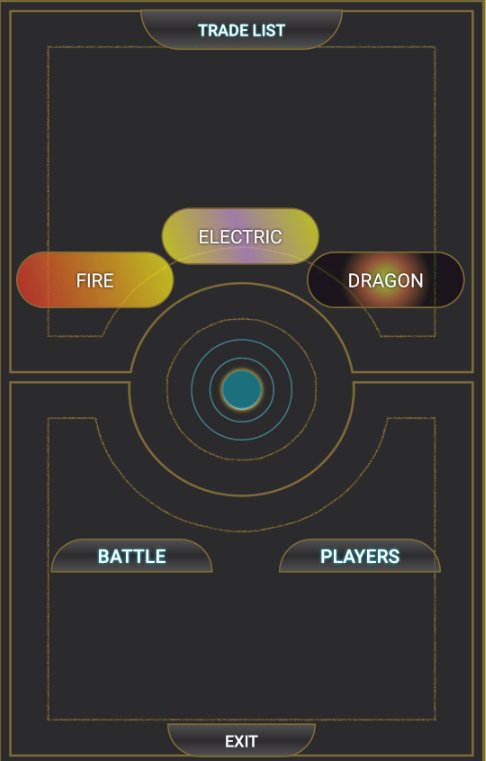 TRADE LIST
ELECTRIC
FIRE
DRAGON
BATTLE
PLAYERS
EXIT